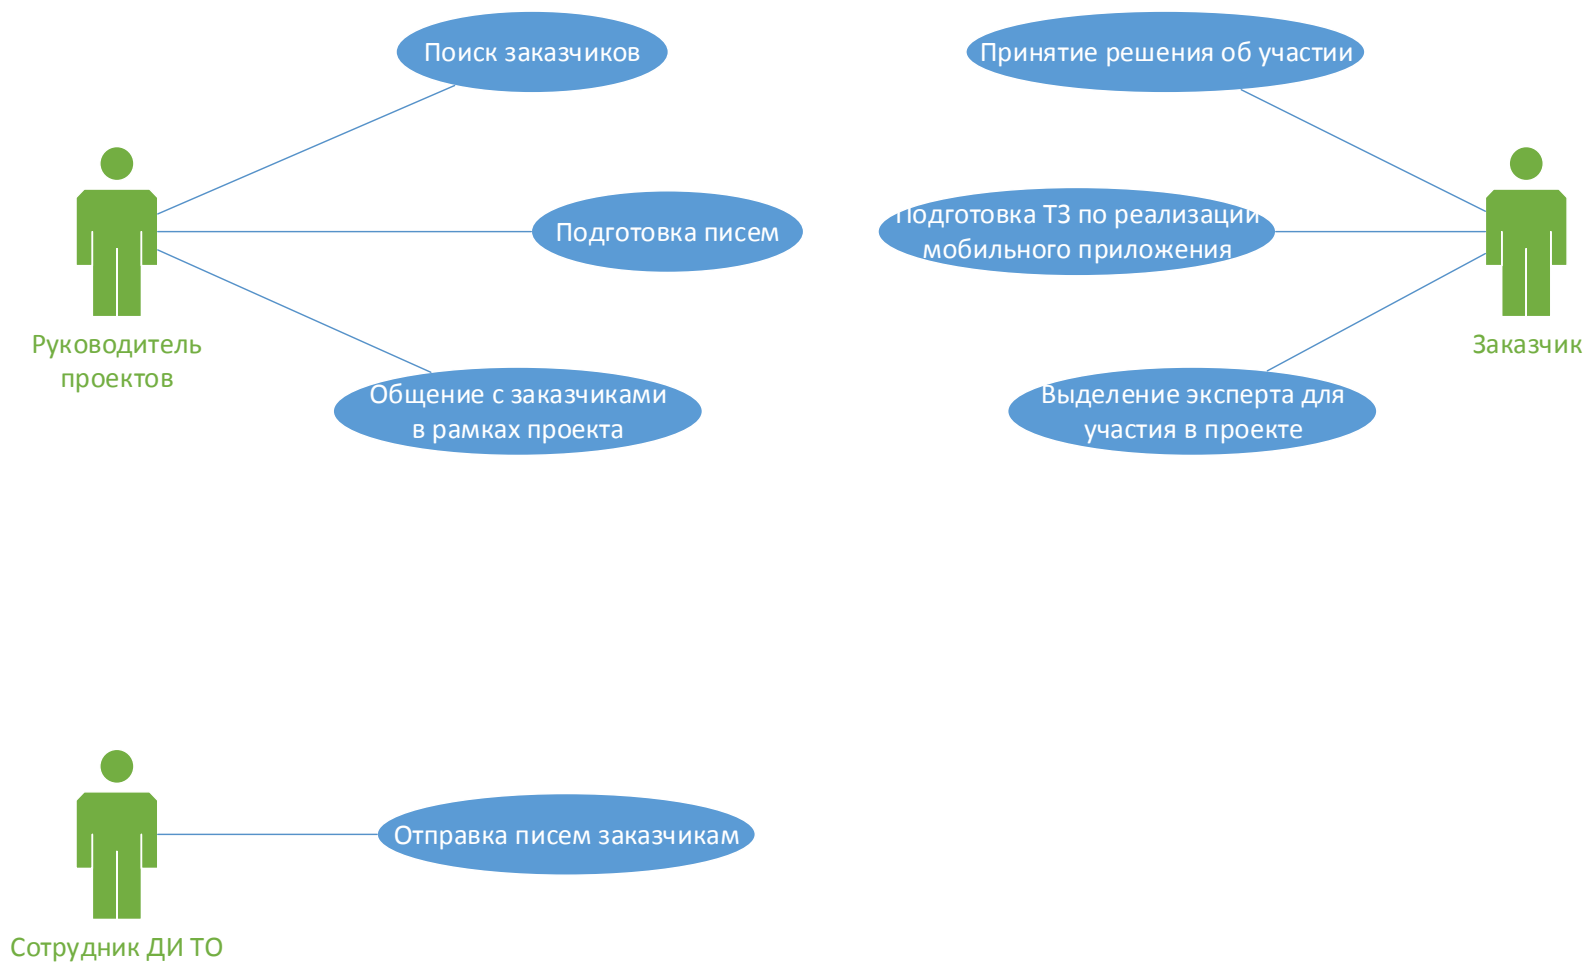 Поиск заказчиков
Принятие решения об участии
Подготовка писем
Подготовка ТЗ по реализации
мобильного приложения
Руководитель
проектов
Заказчик
Общение с заказчиками
в рамках проекта
Выделение эксперта для
участия в проекте
Отправка писем заказчикам
Сотрудник ДИ ТО